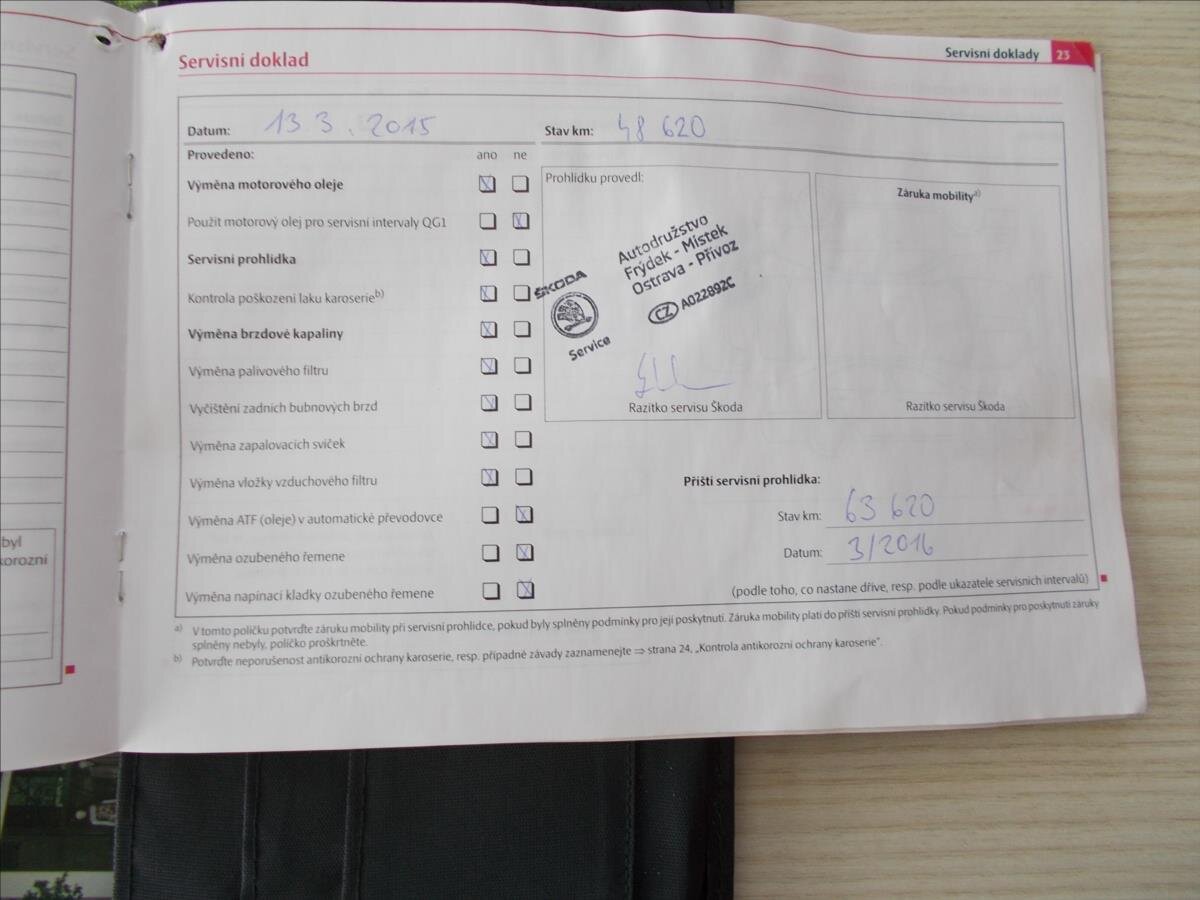 Servisní doklady 23
Servisní doklad
Datum: 13 3. 2015
Stav km: 48 620
Provedeno: ano ne
Výměna motorového oleje
Použit motorový olej pro servisní intervaly QG1
Servisní prohlídka
Kontrola poškození laku karoserie b)
Výměna brzdové kapaliny
Výměna palivového filtru
Vyčištění zadních bubnových brzd
Výměna zapalovacích svíček
Výměna vložky vzduchového filtru
Výměna ATF (oleje) v automatické převodovce
Výměna ozubeného řemene
Výměna napínací kladky ozubeného řemene
Prohlídku provedl:
Autodružstvo
Frýdek - Místek
Ostrava - Přívoz
CZ A022892C
ŠKODA
Service
Razítko servisu Škoda
Záruka mobility a)
Razítko servisu Škoda
Příští servisní prohlídka:
Stav km: 63 620
Datum: 3/2016
(podle toho, co nastane dříve, resp. podle ukazatele servisních intervalů)
a) V tomto políčku potvrďte záruku mobility při servisní prohlídce, pokud byly splněny podmínky pro její poskytnutí. Záruka mobility platí do příští servisní prohlídky. Pokud podmínky pro poskytnutí záruky
splněny nebyly, políčko proškrtněte.
b) Potvrďte neporušenost antikorozní ochrany karoserie, resp. případné závady zaznamenejte ⇒ strana 24, „Kontrola antikorozní ochrany karoserie".
byl
korozní